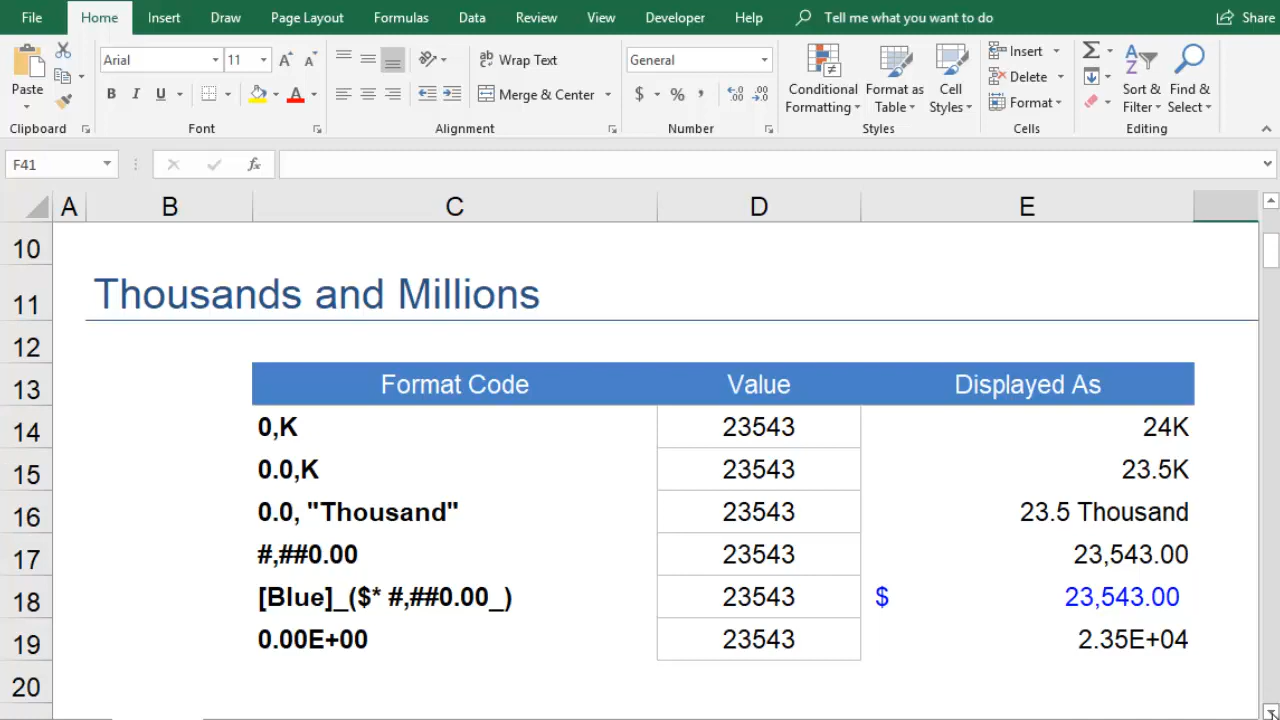 File Home Insert Draw Page Layout Formulas Data Review View Developer Help Tell me what you want to do Share
Arial 11 Wrap Text General Insert
Paste B I U Merge & Center $ % , Conditional Formatting Format as Table Cell Styles Delete Sort & Filter Find & Select
Format
Clipboard Font Alignment Number Styles Cells Editing
F41 fx
A B C D E
10
11 Thousands and Millions
12
13 Format Code Value Displayed As
14 0,K 23543 24K
15 0.0,K 23543 23.5K
16 0.0, "Thousand" 23543 23.5 Thousand
17 #,##0.00 23543 23,543.00
18 [Blue]_($* #,##0.00_) 23543 $ 23,543.00
19 0.00E+00 23543 2.35E+04
20